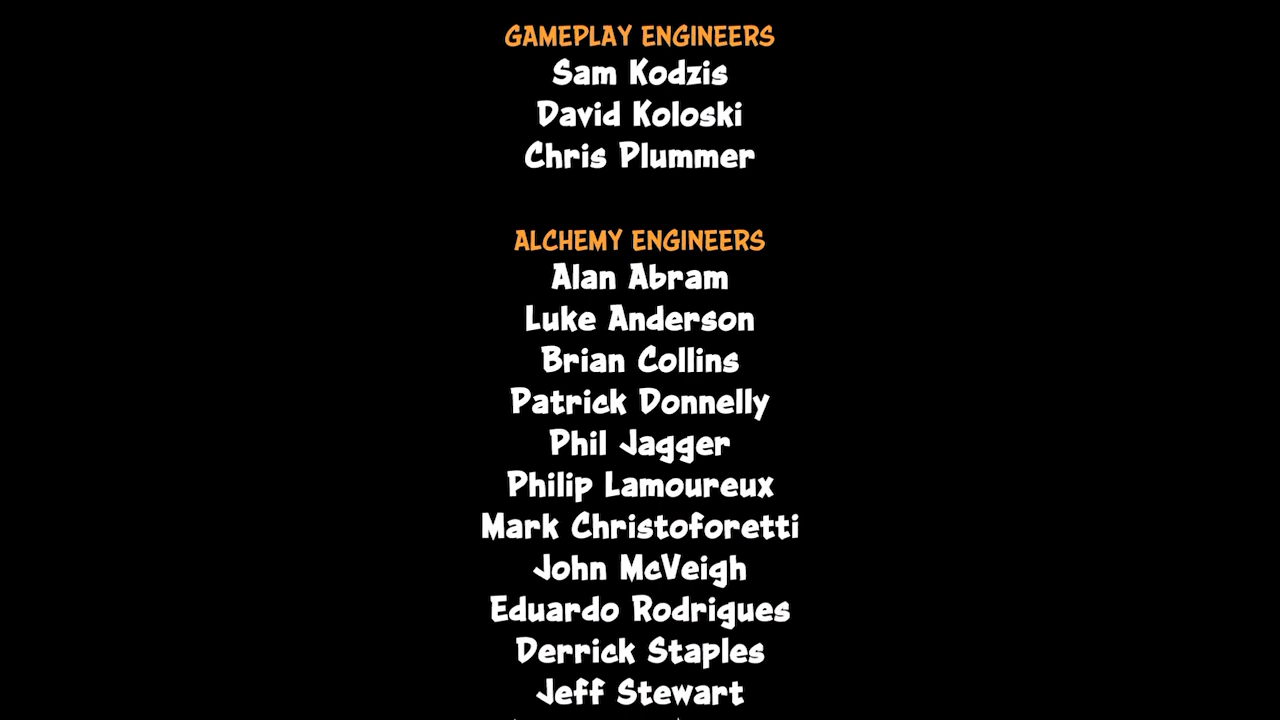 GAMEPLAY ENGINEERS
Sam Kodzis
David Koloski
Chris Plummer
ALCHEMY ENGINEERS
Alan Abram
Luke Anderson
Brian Collins
Patrick Donnelly
Phil Jagger
Philip Lamoureux
Mark Christoforetti
John McVeigh
Eduardo Rodrigues
Derrick Staples
Jeff Stewart